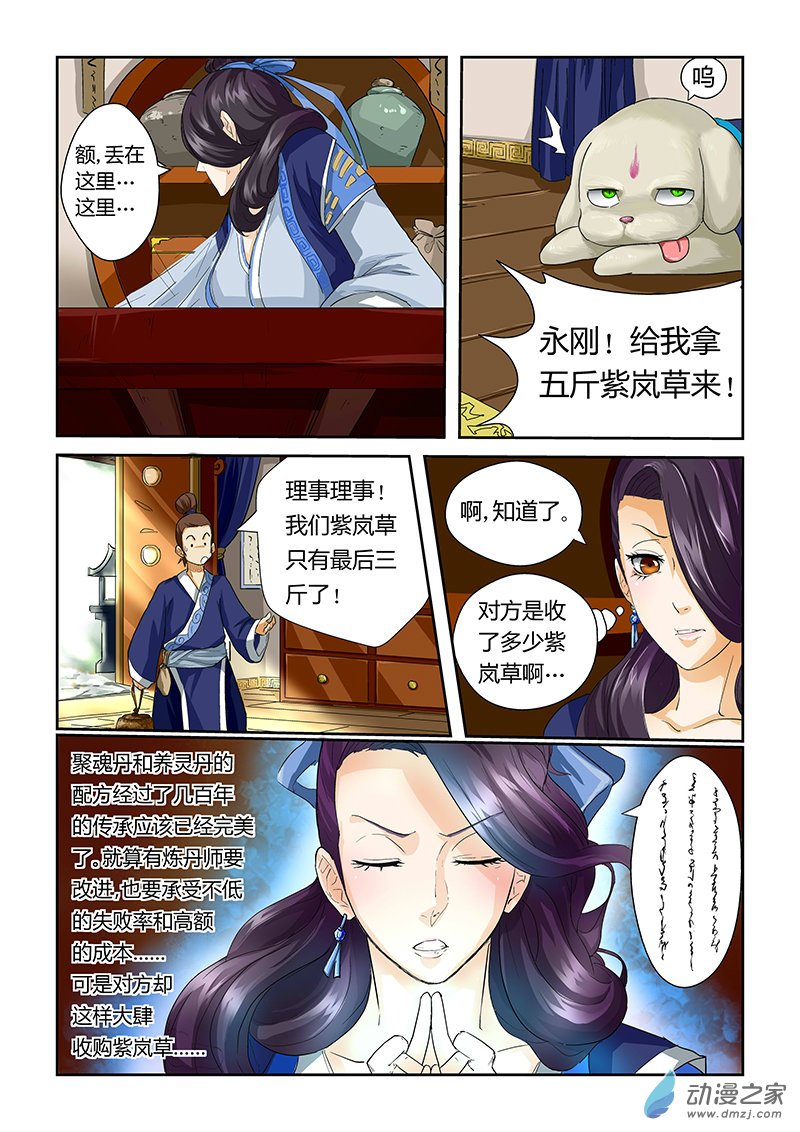 额,丢在
这里…
这里…
呜
永刚！给我拿
五斤紫岚草来！
理事理事！
我们紫岚草
只有最后三
斤了！
啊,知道了。
对方是收
了多少紫
岚草啊…
聚魂丹和养灵丹的
配方经过了几百年
的传承应该已经完美
了。就算有炼丹师要
改进,也要承受不低
的失败率和高额
的成本……
可是对方却
这样大肆
收购紫岚草……
动漫之家
www.dmzj.com